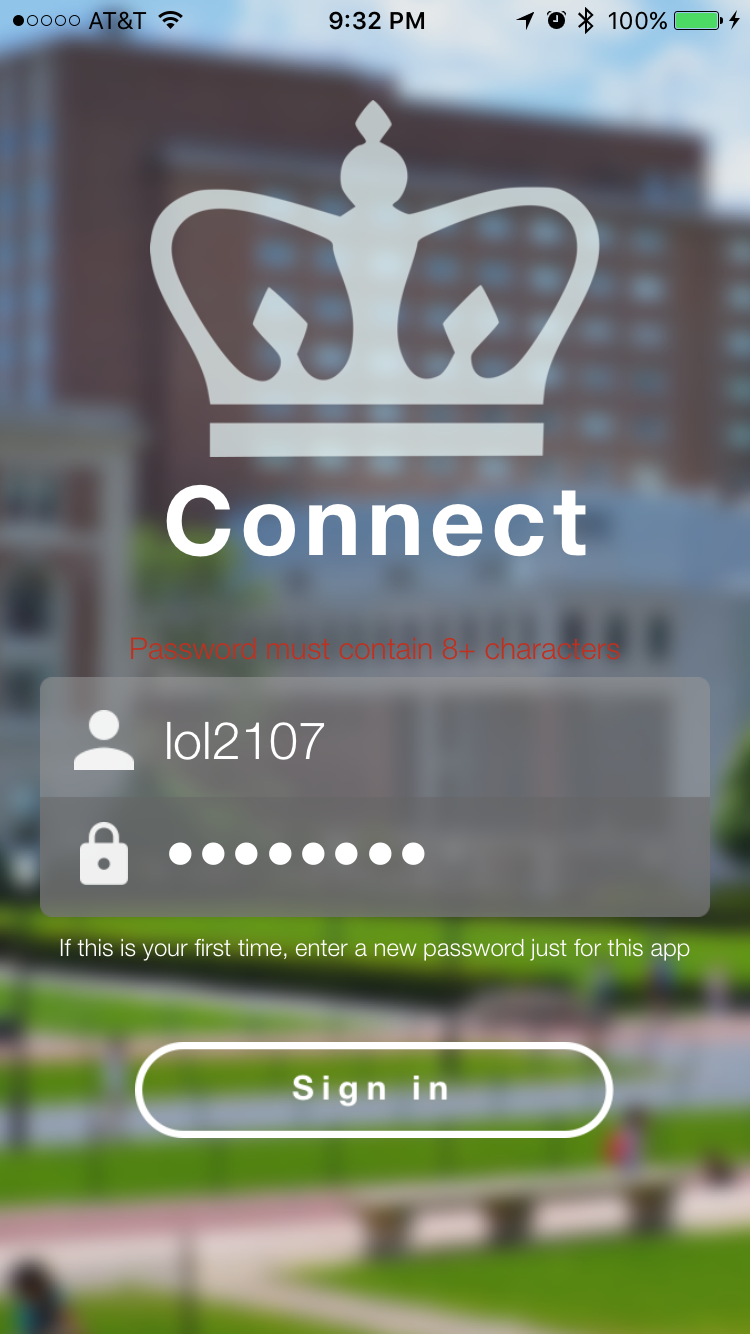 AT&T 9:32 PM 100%
Connect
Password must contain 8+ characters
lol2107
●●●●●●●●
If this is your first time, enter a new password just for this app
Sign in